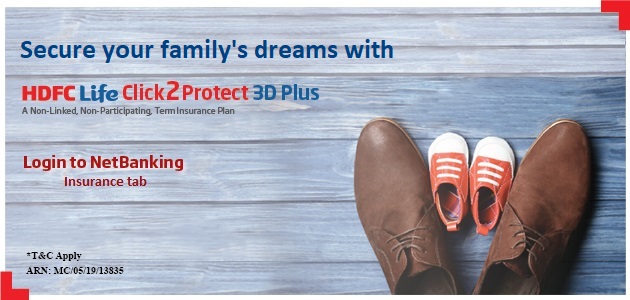 Secure your family's dreams with
HDFC Life Click2Protect 3D Plus
A Non-Linked, Non-Participating, Term Insurance Plan
Login to NetBanking
Insurance tab
*T&C Apply
ARN: MC/05/19/13835